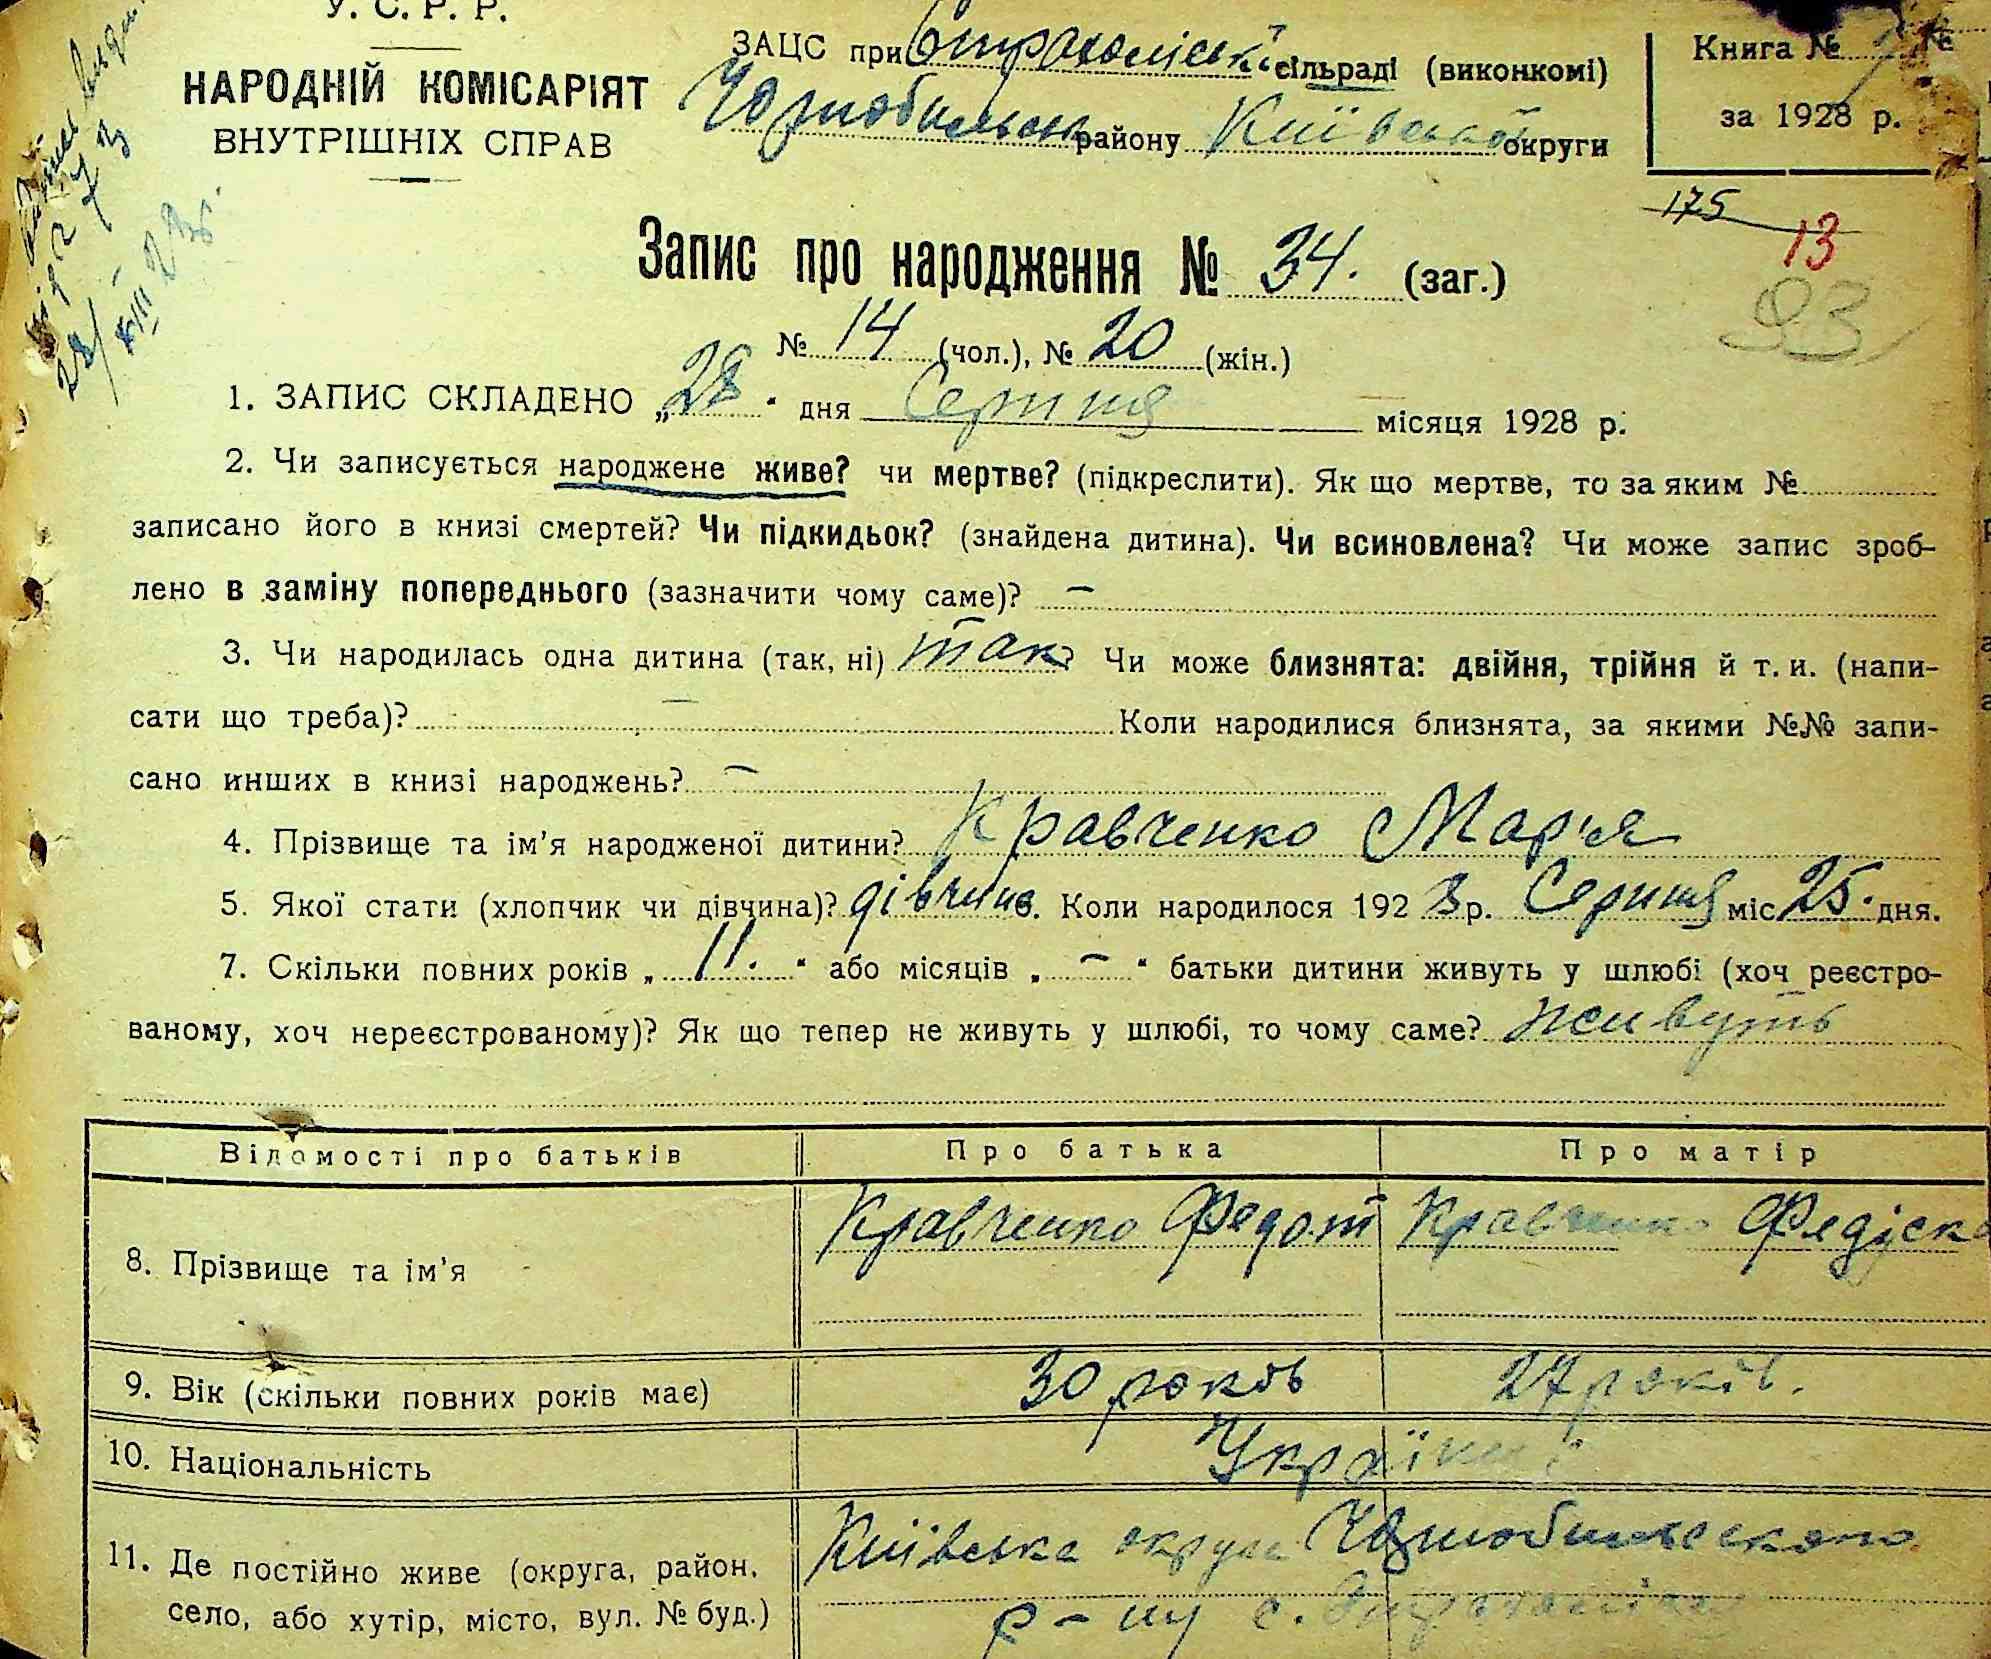 У. С. Р. Р.
НАРОДНІЙ КОМІСАРІЯТ
ВНУТРІШНІХ СПРАВ
ЗАЦС при Страхоліськ. сільраді (виконкомі)
Чорнобильськ району Київської округи
Книга №
за 1928 р.
175
13
93
Запис про народження № 34. (заг.)
№ 14 (чол.), № 20 (жін.)
1. ЗАПИС СКЛАДЕНО „28" дня Серпня місяця 1928 р.
2. Чи записується народжене живе? чи мертве? (підкреслити). Як що мертве, то за яким №
записано його в книзі смертей? Чи підкидьок? (знайдена дитина). Чи всиновлена? Чи може запис зроб-
лено в заміну попереднього (зазначити чому саме)? –
3. Чи народилась одна дитина (так, ні) так? Чи може близнята: двійня, трійня й т. и. (напи-
сати що треба)? – Коли народилися близнята, за якими №№ запи-
сано инших в книзі народжень? –
4. Прізвище та ім'я народженої дитини? Кравченко Мар'я
5. Якої стати (хлопчик чи дівчина)? дівчина. Коли народилося 1928 р. Серпня міс 25. дня.
7. Скільки повних років „11." або місяців „–" батьки дитини живуть у шлюбі (хоч реєстро-
ваному, хоч нереєстрованому)? Як що тепер не живуть у шлюбі, то чому саме? живуть
Відомості про батьків Про батька Про матір
8. Прізвище та ім'я Кравченко Федот Кравченко Федуска
9. Вік (скільки повних років має) 30 років 27 років.
10. Національність Україн
11. Де постійно живе (округа, район, Київська округа Чорнобильського
село, або хутір, місто, вул. № буд.) р-ну с.